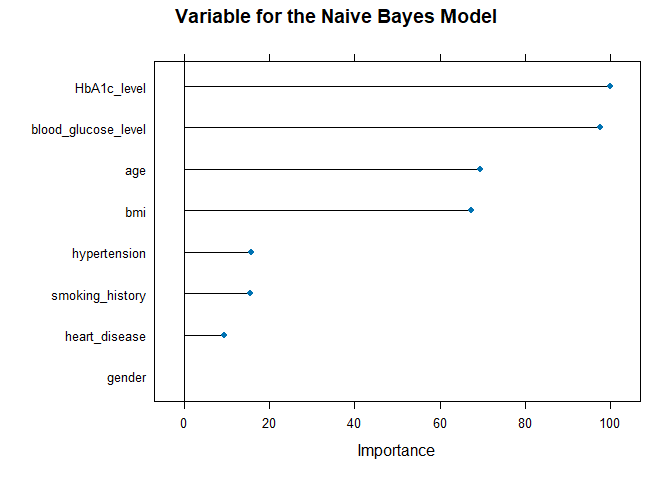 Variable for the Naive Bayes Model
HbA1c_level
blood_glucose_level
age
bmi
hypertension
smoking_history
heart_disease
gender
0 20 40 60 80 100
Importance